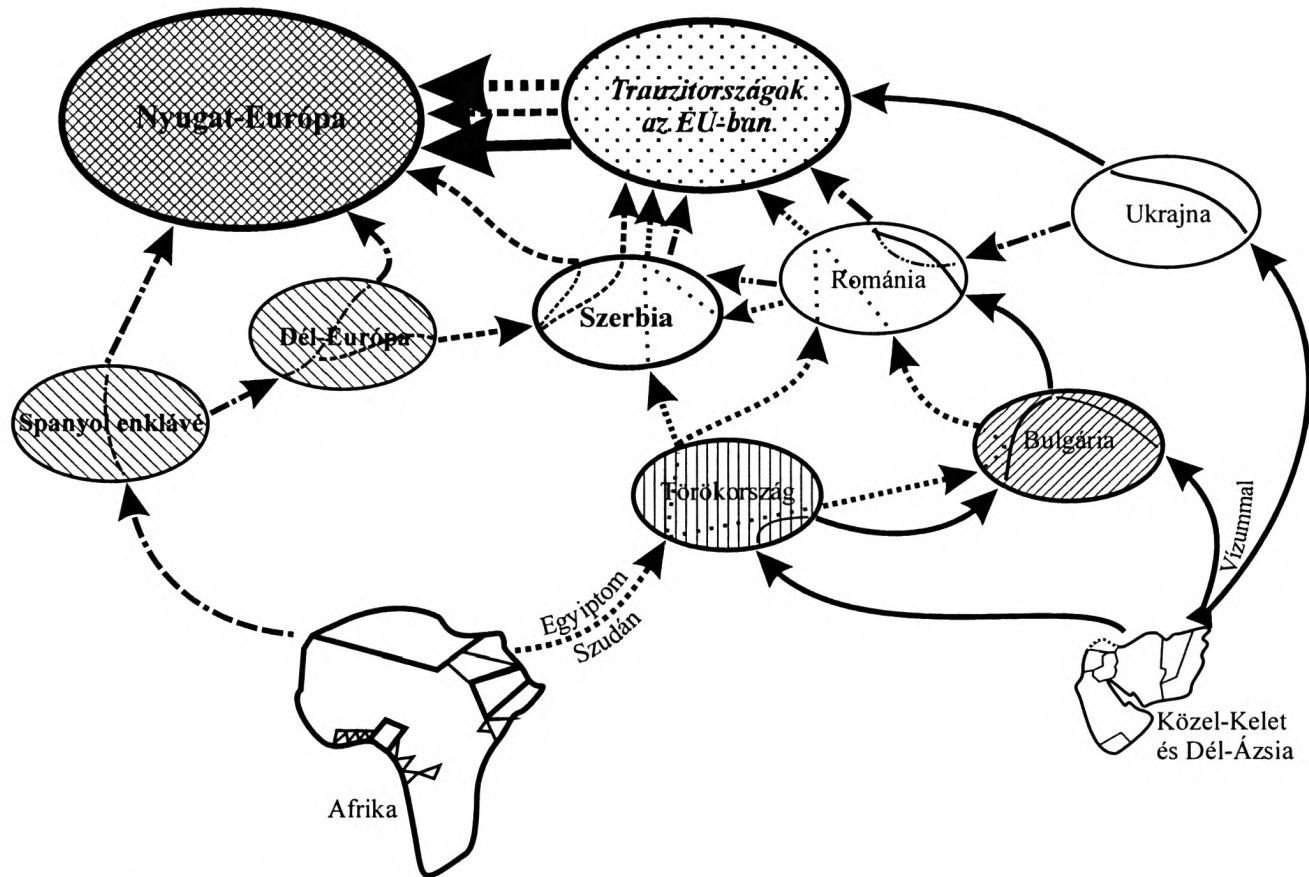 Nyugat-Európa
Tranzitországok
az EU-ban
Ukrajna
Románia
Szerbia
Dél-Európa
Spanyol enklávé
Bulgária
Törökország
Vízummal
Egyiptom
Szudán
Közel-Kelet
és Dél-Ázsia
Afrika